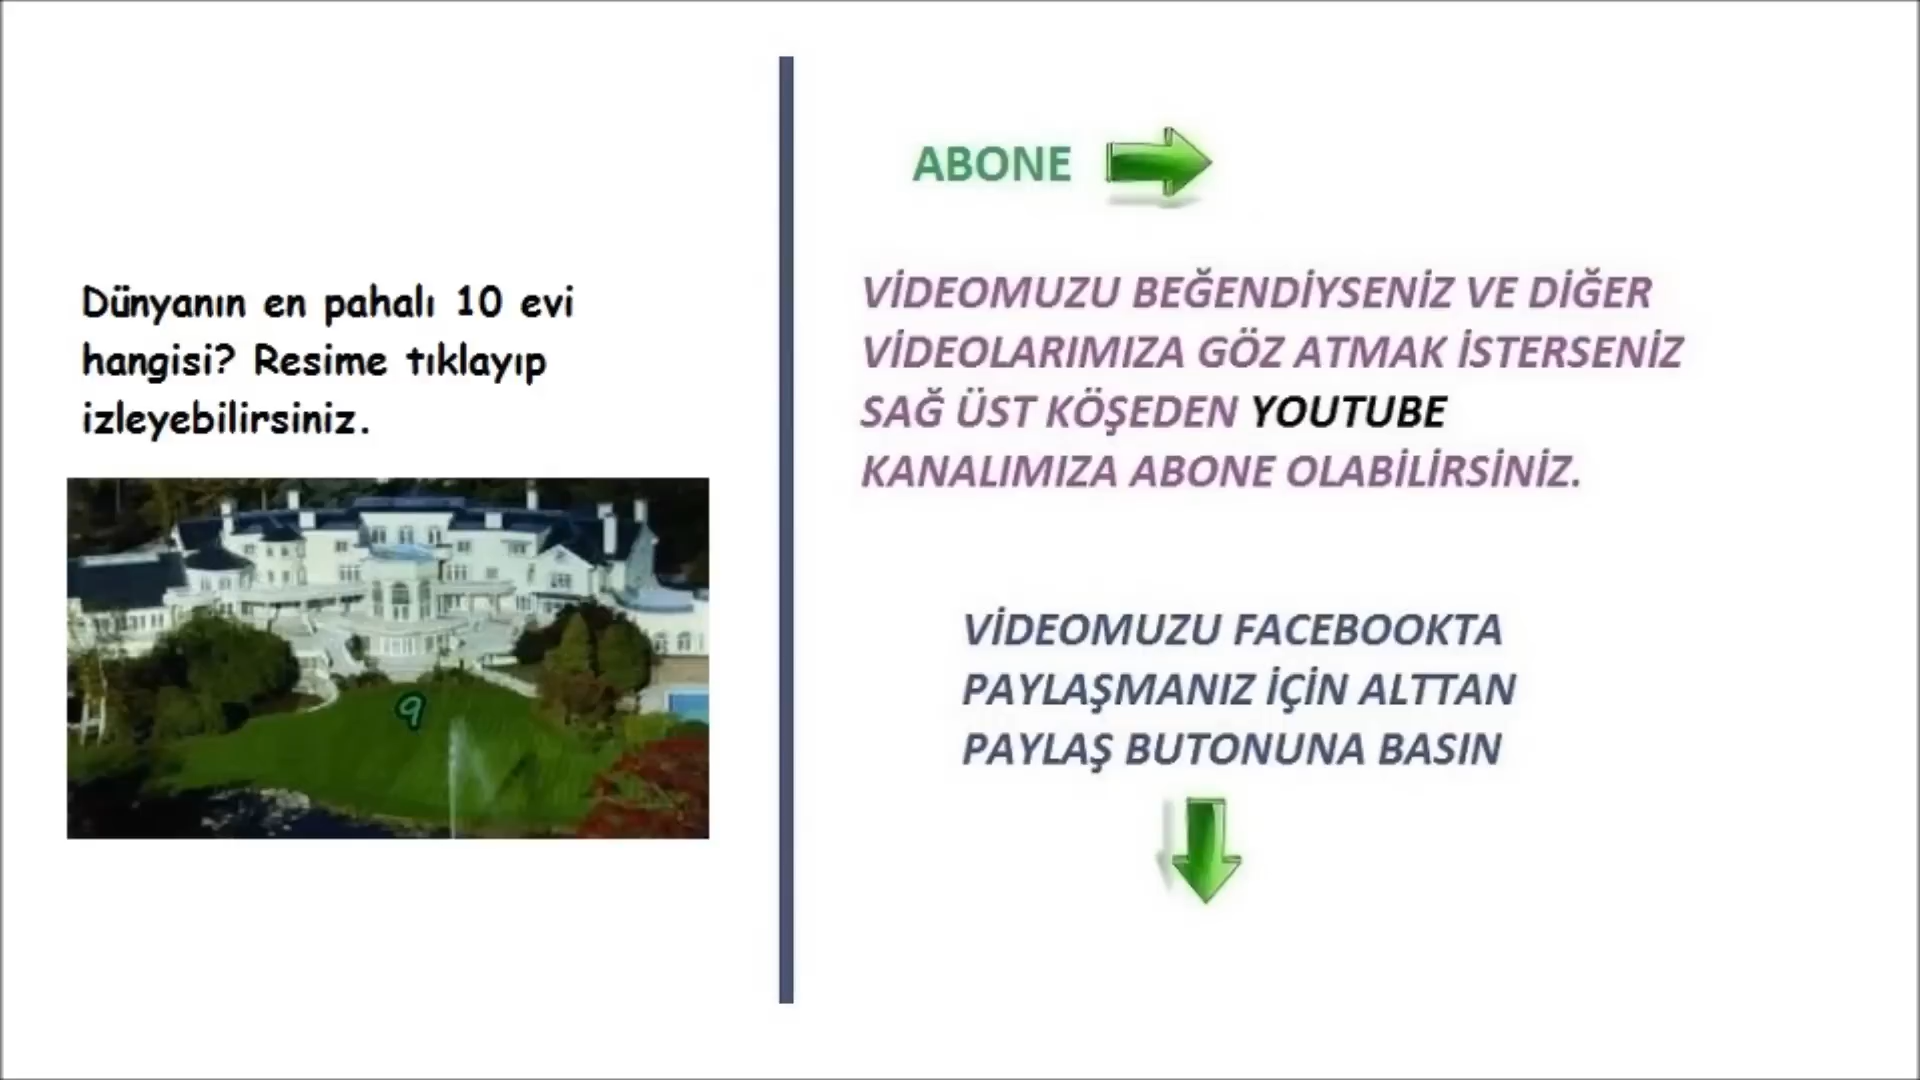 Dünyanın en pahalı 10 evi
hangisi? Resime tıklayıp
izleyebilirsiniz.
9
ABONE
VİDEOMUZU BEĞENDİYSENİZ VE DİĞER
VİDEOLARIMIZA GÖZ ATMAK İSTERSENİZ
SAĞ ÜST KÖŞEDEN YOUTUBE
KANALIMIZA ABONE OLABİLİRSİNİZ.
VİDEOMUZU FACEBOOKTA
PAYLAŞMANIZ İÇİN ALTTAN
PAYLAŞ BUTONUNA BASIN